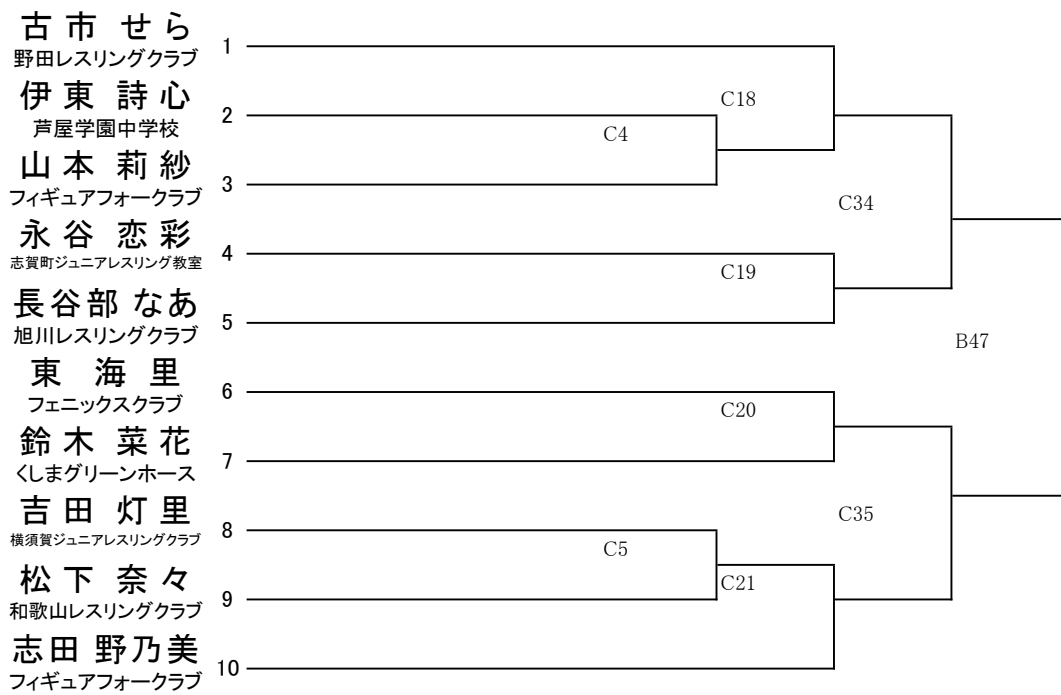 古市 せら
野田レスリングクラブ
1
伊東 詩心
芦屋学園中学校
2
C18
C4
山本 莉紗
フィギュアフォークラブ
3
C34
永谷 恋彩
志賀町ジュニアレスリング教室
4
C19
長谷部 なあ
旭川レスリングクラブ
5
B47
東 海里
フェニックスクラブ
6
C20
鈴木 菜花
くしまグリーンホース
7
C35
吉田 灯里
横須賀ジュニアレスリングクラブ
8
C5
松下 奈々
和歌山レスリングクラブ
9
C21
志田 野乃美
フィギュアフォークラブ
10